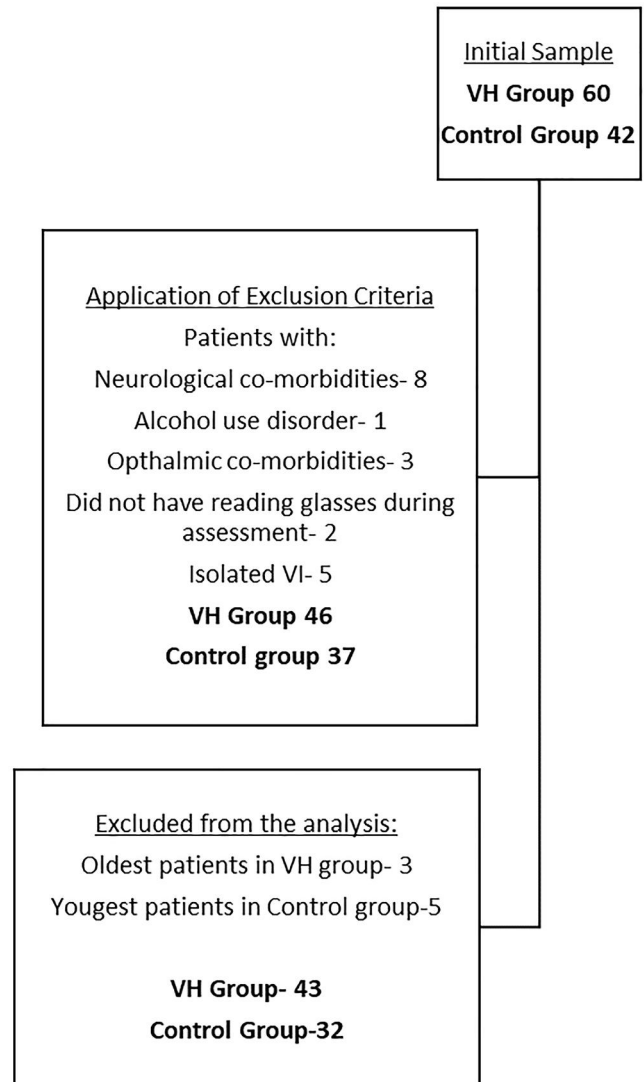 Initial Sample
VH Group 60
Control Group 42
Application of Exclusion Criteria
Patients with:
Neurological co-morbidities- 8
Alcohol use disorder- 1
Opthalmic co-morbidities- 3
Did not have reading glasses during
assessment- 2
Isolated VI- 5
VH Group 46
Control group 37
Excluded from the analysis:
Oldest patients in VH group- 3
Yougest patients in Control group-5
VH Group- 43
Control Group-32